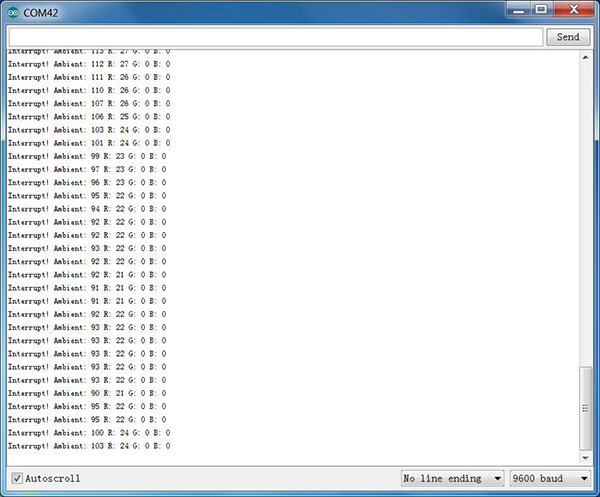 COM42
Send
Interrupt! Ambient: 113 R: 27 G: 0 B: 0
Interrupt! Ambient: 112 R: 27 G: 0 B: 0
Interrupt! Ambient: 111 R: 26 G: 0 B: 0
Interrupt! Ambient: 110 R: 26 G: 0 B: 0
Interrupt! Ambient: 107 R: 26 G: 0 B: 0
Interrupt! Ambient: 106 R: 25 G: 0 B: 0
Interrupt! Ambient: 103 R: 24 G: 0 B: 0
Interrupt! Ambient: 101 R: 24 G: 0 B: 0
Interrupt! Ambient: 99 R: 23 G: 0 B: 0
Interrupt! Ambient: 97 R: 23 G: 0 B: 0
Interrupt! Ambient: 96 R: 23 G: 0 B: 0
Interrupt! Ambient: 95 R: 22 G: 0 B: 0
Interrupt! Ambient: 94 R: 22 G: 0 B: 0
Interrupt! Ambient: 92 R: 22 G: 0 B: 0
Interrupt! Ambient: 92 R: 22 G: 0 B: 0
Interrupt! Ambient: 93 R: 22 G: 0 B: 0
Interrupt! Ambient: 92 R: 22 G: 0 B: 0
Interrupt! Ambient: 92 R: 21 G: 0 B: 0
Interrupt! Ambient: 91 R: 21 G: 0 B: 0
Interrupt! Ambient: 91 R: 21 G: 0 B: 0
Interrupt! Ambient: 92 R: 22 G: 0 B: 0
Interrupt! Ambient: 93 R: 22 G: 0 B: 0
Interrupt! Ambient: 93 R: 22 G: 0 B: 0
Interrupt! Ambient: 93 R: 22 G: 0 B: 0
Interrupt! Ambient: 93 R: 22 G: 0 B: 0
Interrupt! Ambient: 93 R: 22 G: 0 B: 0
Interrupt! Ambient: 90 R: 21 G: 0 B: 0
Interrupt! Ambient: 95 R: 22 G: 0 B: 0
Interrupt! Ambient: 95 R: 22 G: 0 B: 0
Interrupt! Ambient: 100 R: 24 G: 0 B: 0
Interrupt! Ambient: 103 R: 24 G: 0 B: 0
Autoscroll
No line ending
9600 baud